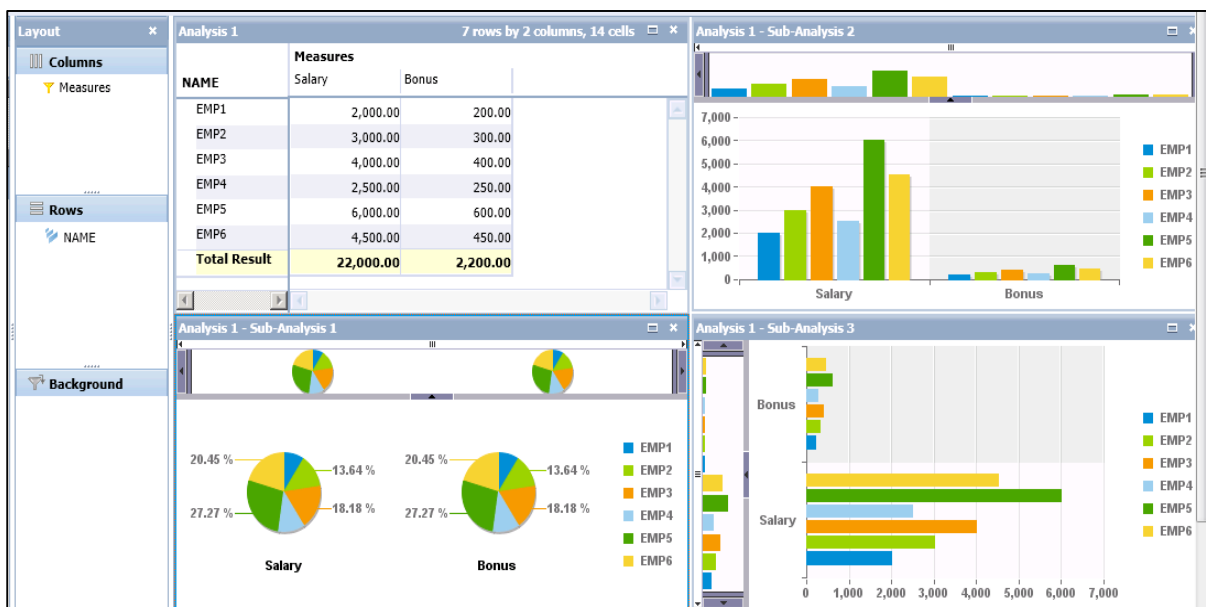 Layout
Columns
Measures
Rows
NAME
Background
Analysis 1 7 rows by 2 columns, 14 cells
Measures
NAME Salary Bonus
EMP1 2,000.00 200.00
EMP2 3,000.00 300.00
EMP3 4,000.00 400.00
EMP4 2,500.00 250.00
EMP5 6,000.00 600.00
EMP6 4,500.00 450.00
Total Result 22,000.00 2,200.00
Analysis 1 - Sub-Analysis 2
7,000
6,000
5,000
4,000
3,000
2,000
1,000
0
Salary Bonus
EMP1
EMP2
EMP3
EMP4
EMP5
EMP6
Analysis 1 - Sub-Analysis 1
20.45 % 13.64 % 20.45 % 13.64 %
27.27 % 18.18 % 27.27 % 18.18 %
Salary Bonus
EMP1
EMP2
EMP3
EMP4
EMP5
EMP6
Analysis 1 - Sub-Analysis 3
Bonus
Salary
0 1,000 2,000 3,000 4,000 5,000 6,000 7,000
EMP1
EMP2
EMP3
EMP4
EMP5
EMP6